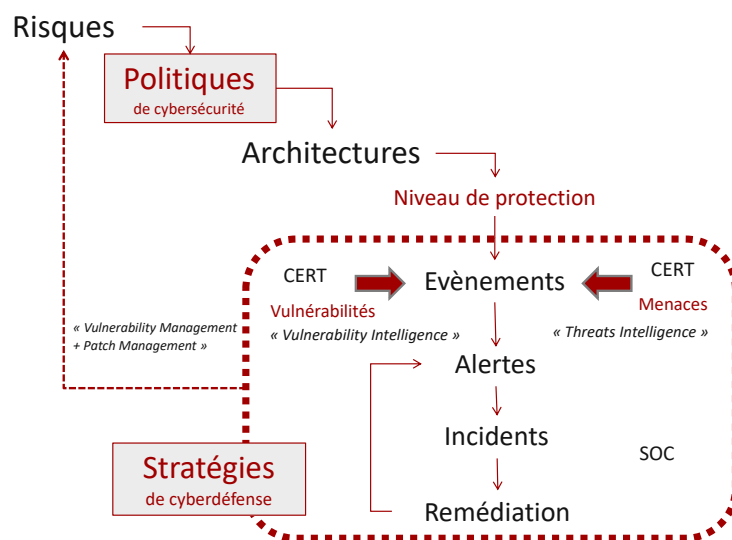 Risques
Politiques
de cybersécurité
Architectures
Niveau de protection
CERT
Evènements
CERT
Vulnérabilités
Menaces
« Vulnerability Management
+ Patch Management »
« Vulnerability Intelligence »
« Threats Intelligence »
Alertes
Incidents
SOC
Stratégies
de cyberdéfense
Remédiation